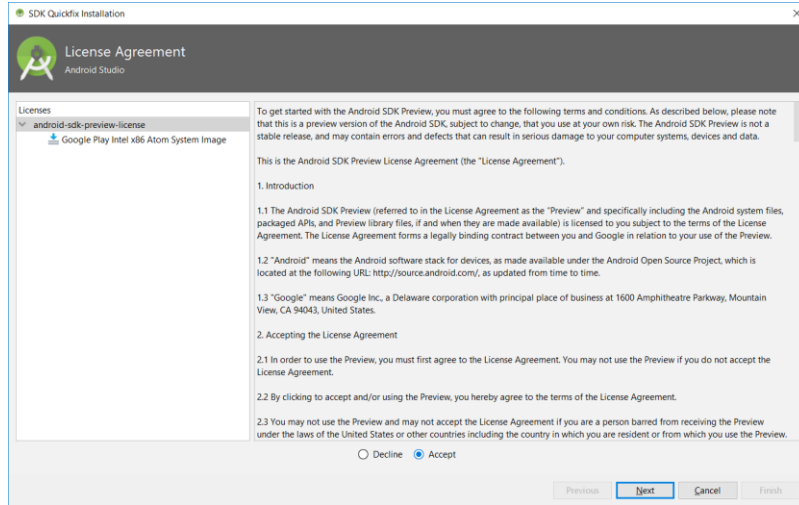 SDK Quickfix Installation
License Agreement
Android Studio
Licenses
android-sdk-preview-license
Google Play Intel x86 Atom System Image
To get started with the Android SDK Preview, you must agree to the following terms and conditions. As described below, please note
that this is a preview version of the Android SDK, subject to change, that you use at your own risk. The Android SDK Preview is not a
stable release, and may contain errors and defects that can result in serious damage to your computer systems, devices and data.
This is the Android SDK Preview License Agreement (the "License Agreement").
1. Introduction
1.1 The Android SDK Preview (referred to in the License Agreement as the "Preview" and specifically including the Android system files,
packaged APIs, and Preview library files, if and when they are made available) is licensed to you subject to the terms of the License
Agreement. The License Agreement forms a legally binding contract between you and Google in relation to your use of the Preview.
1.2 "Android" means the Android software stack for devices, as made available under the Android Open Source Project, which is
located at the following URL: http://source.android.com/, as updated from time to time.
1.3 "Google" means Google Inc., a Delaware corporation with principal place of business at 1600 Amphitheatre Parkway, Mountain
View, CA 94043, United States.
2. Accepting the License Agreement
2.1 In order to use the Preview, you must first agree to the License Agreement. You may not use the Preview if you do not accept the
License Agreement.
2.2 By clicking to accept and/or using the Preview, you hereby agree to the terms of the License Agreement.
2.3 You may not use the Preview and may not accept the License Agreement if you are a person barred from receiving the Preview
under the laws of the United States or other countries including the country in which you are resident or from which you use the Preview.
Decline Accept
Previous Next Cancel Finish